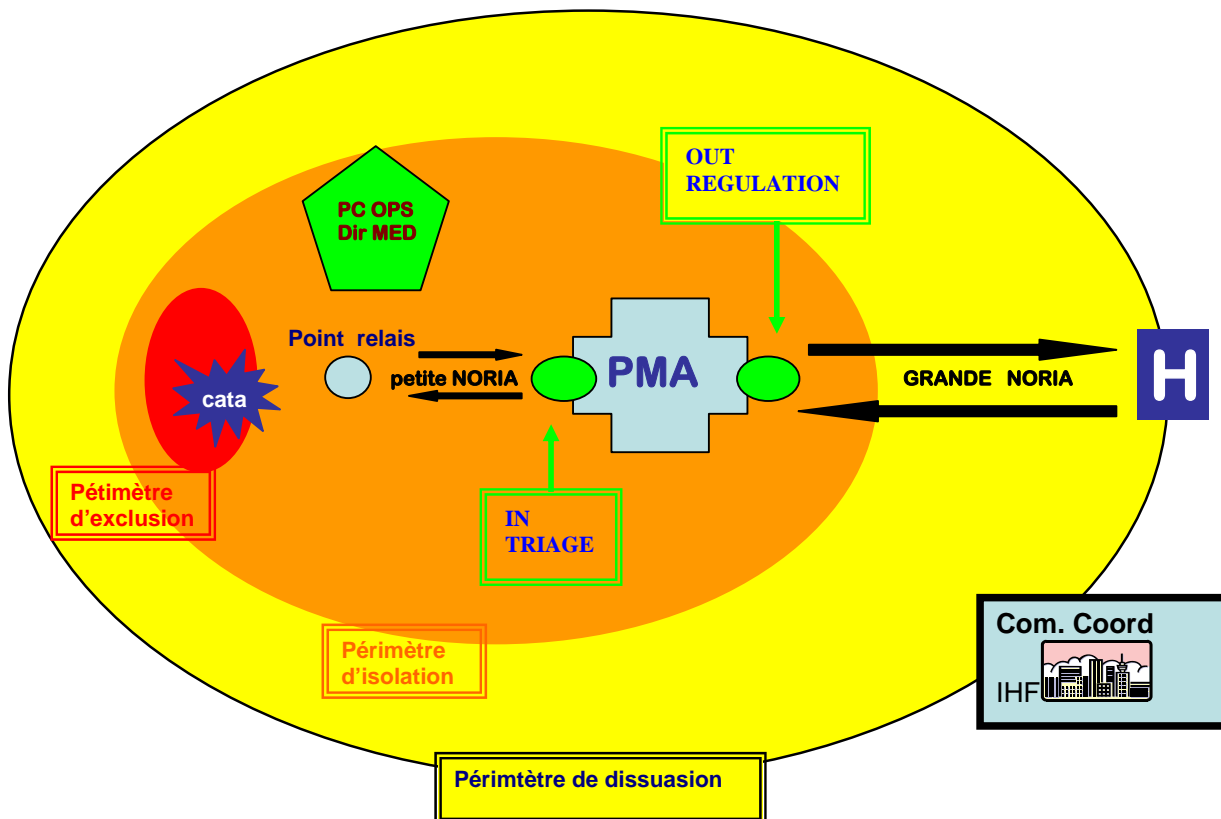 OUT
REGULATION
PC OPS
Dir MED
Point relais
petite NORIA
PMA
GRANDE NORIA
H
cata
Pétimètre
d'exclusion
IN
TRIAGE
Périmètre
d'isolation
Com. Coord
IHF
Périmtètre de dissuasion